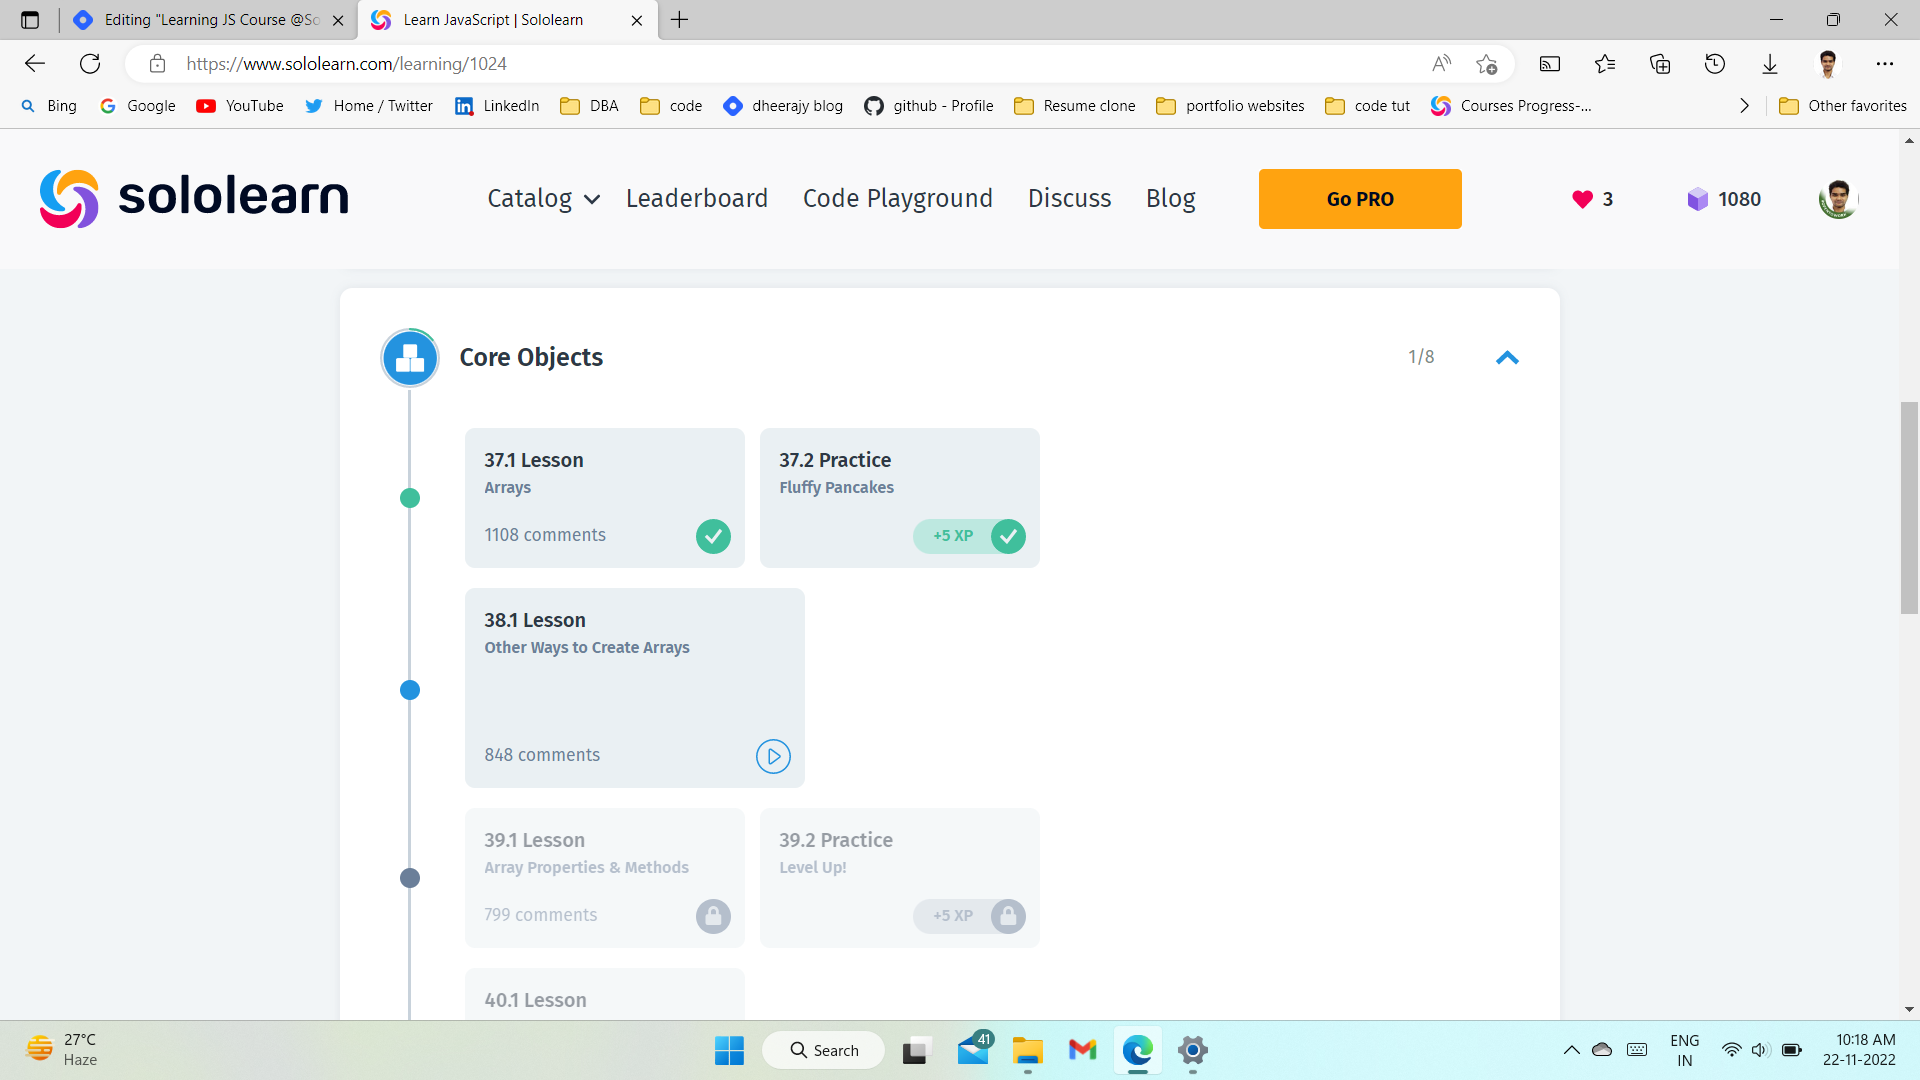 Editing "Learning JS Course @So
Learn JavaScript | Sololearn
https://www.sololearn.com/learning/1024
Bing
Google
YouTube
Home / Twitter
LinkedIn
DBA
code
dheerajy blog
github - Profile
Resume clone
portfolio websites
code tut
Courses Progress-...
Other favorites
sololearn
Catalog
Leaderboard
Code Playground
Discuss
Blog
Go PRO
3
1080
Core Objects
1/8
37.1 Lesson
Arrays
1108 comments
37.2 Practice
Fluffy Pancakes
+5 XP
38.1 Lesson
Other Ways to Create Arrays
848 comments
39.1 Lesson
Array Properties & Methods
799 comments
39.2 Practice
Level Up!
+5 XP
40.1 Lesson
27°C
Haze
Search
41
ENG
IN
10:18 AM
22-11-2022